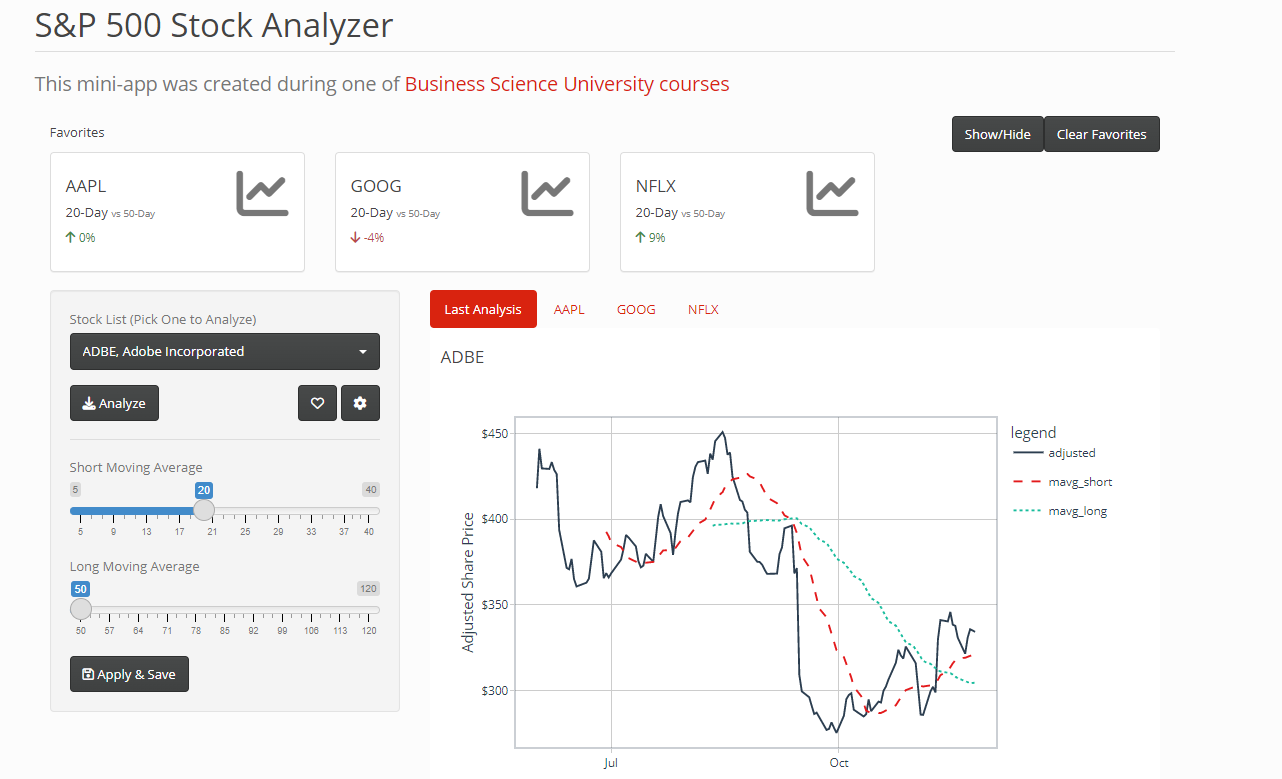 S&P 500 Stock Analyzer
This mini-app was created during one of Business Science University courses
Favorites
Show/Hide
Clear Favorites
AAPL
20-Day vs 50-Day
0%
GOOG
20-Day vs 50-Day
-4%
NFLX
20-Day vs 50-Day
9%
Stock List (Pick One to Analyze)
ADBE, Adobe Incorporated
Analyze
Short Moving Average
5 20 40
5 9 13 17 21 25 29 33 37 40
Long Moving Average
50 120
50 57 64 71 78 85 92 99 106 113 120
Apply & Save
Last Analysis AAPL GOOG NFLX
ADBE
Adjusted Share Price
$450
$400
$350
$300
Jul Oct
legend
adjusted
mavg_short
mavg_long